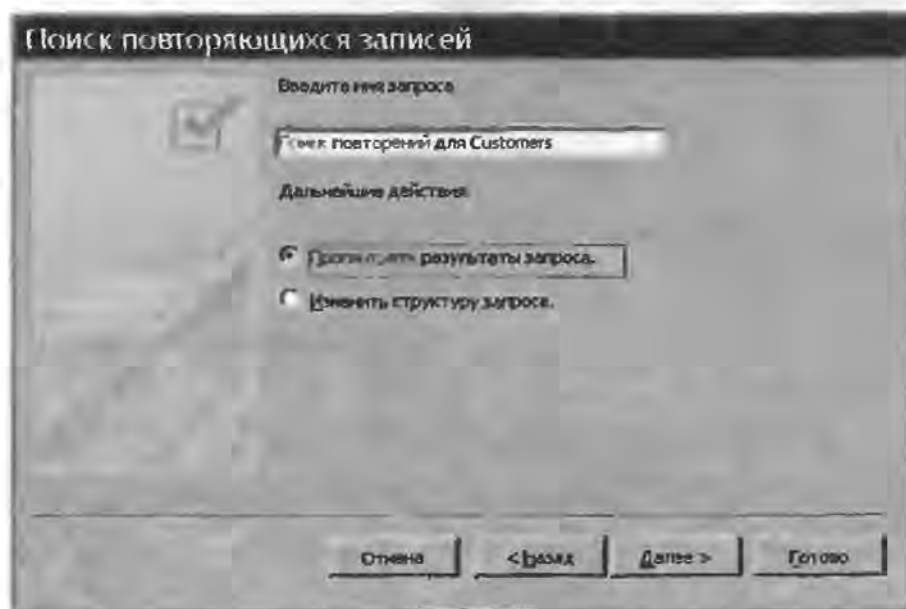 Поиск повторяющихся записей
Введите имя запроса
Поиск повторений для Customers
Дальнейшие действия
результаты запроса.
Изменить структуру запроса.
Отмена
< Назад
Далее >
Готово